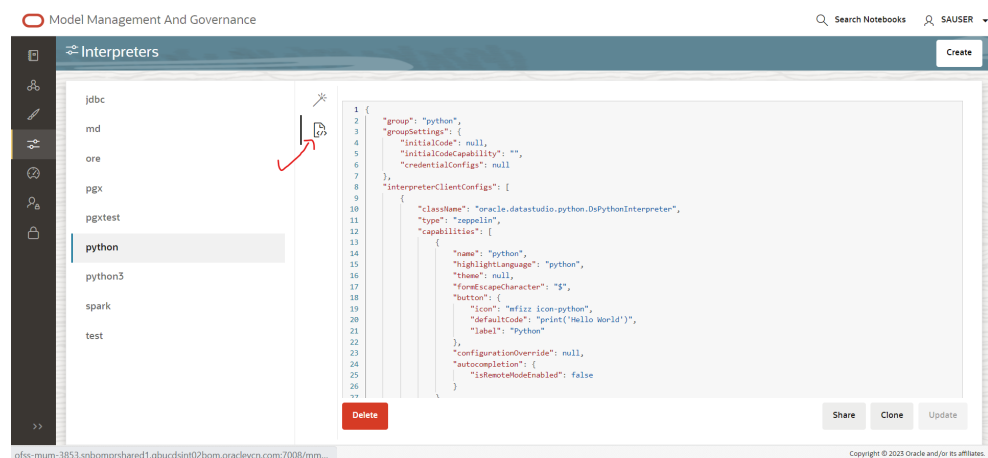 Model Management And Governance
Search Notebooks
SAUSER
Interpreters
Create
jdbc
md
ore
pgx
pgxtest
python
python3
spark
test
1 {
2 "group": "python",
3 "groupSettings": {
4 "initialCode": null,
5 "initialCodeCapability": "",
6 "credentialConfigs": null
7 },
8 "interpreterClientConfigs": [
9 {
10 "className": "oracle.datastudio.python.DsPythonInterpreter",
11 "type": "zeppelin",
12 "capabilities": [
13 {
14 "name": "python",
15 "highlightLanguage": "python",
16 "theme": null,
17 "formEscapeCharacter": "$",
18 "button": {
19 "icon": "mfizz icon-python",
20 "defaultCode": "print('Hello World')",
21 "label": "Python"
22 },
23 "configurationOverride": null,
24 "autocompletion": {
25 "isRemoteModeEnabled": false
26 }
27 }
Delete
Share
Clone
Update
>>
Copyright © 2023 Oracle and/or its affiliates.